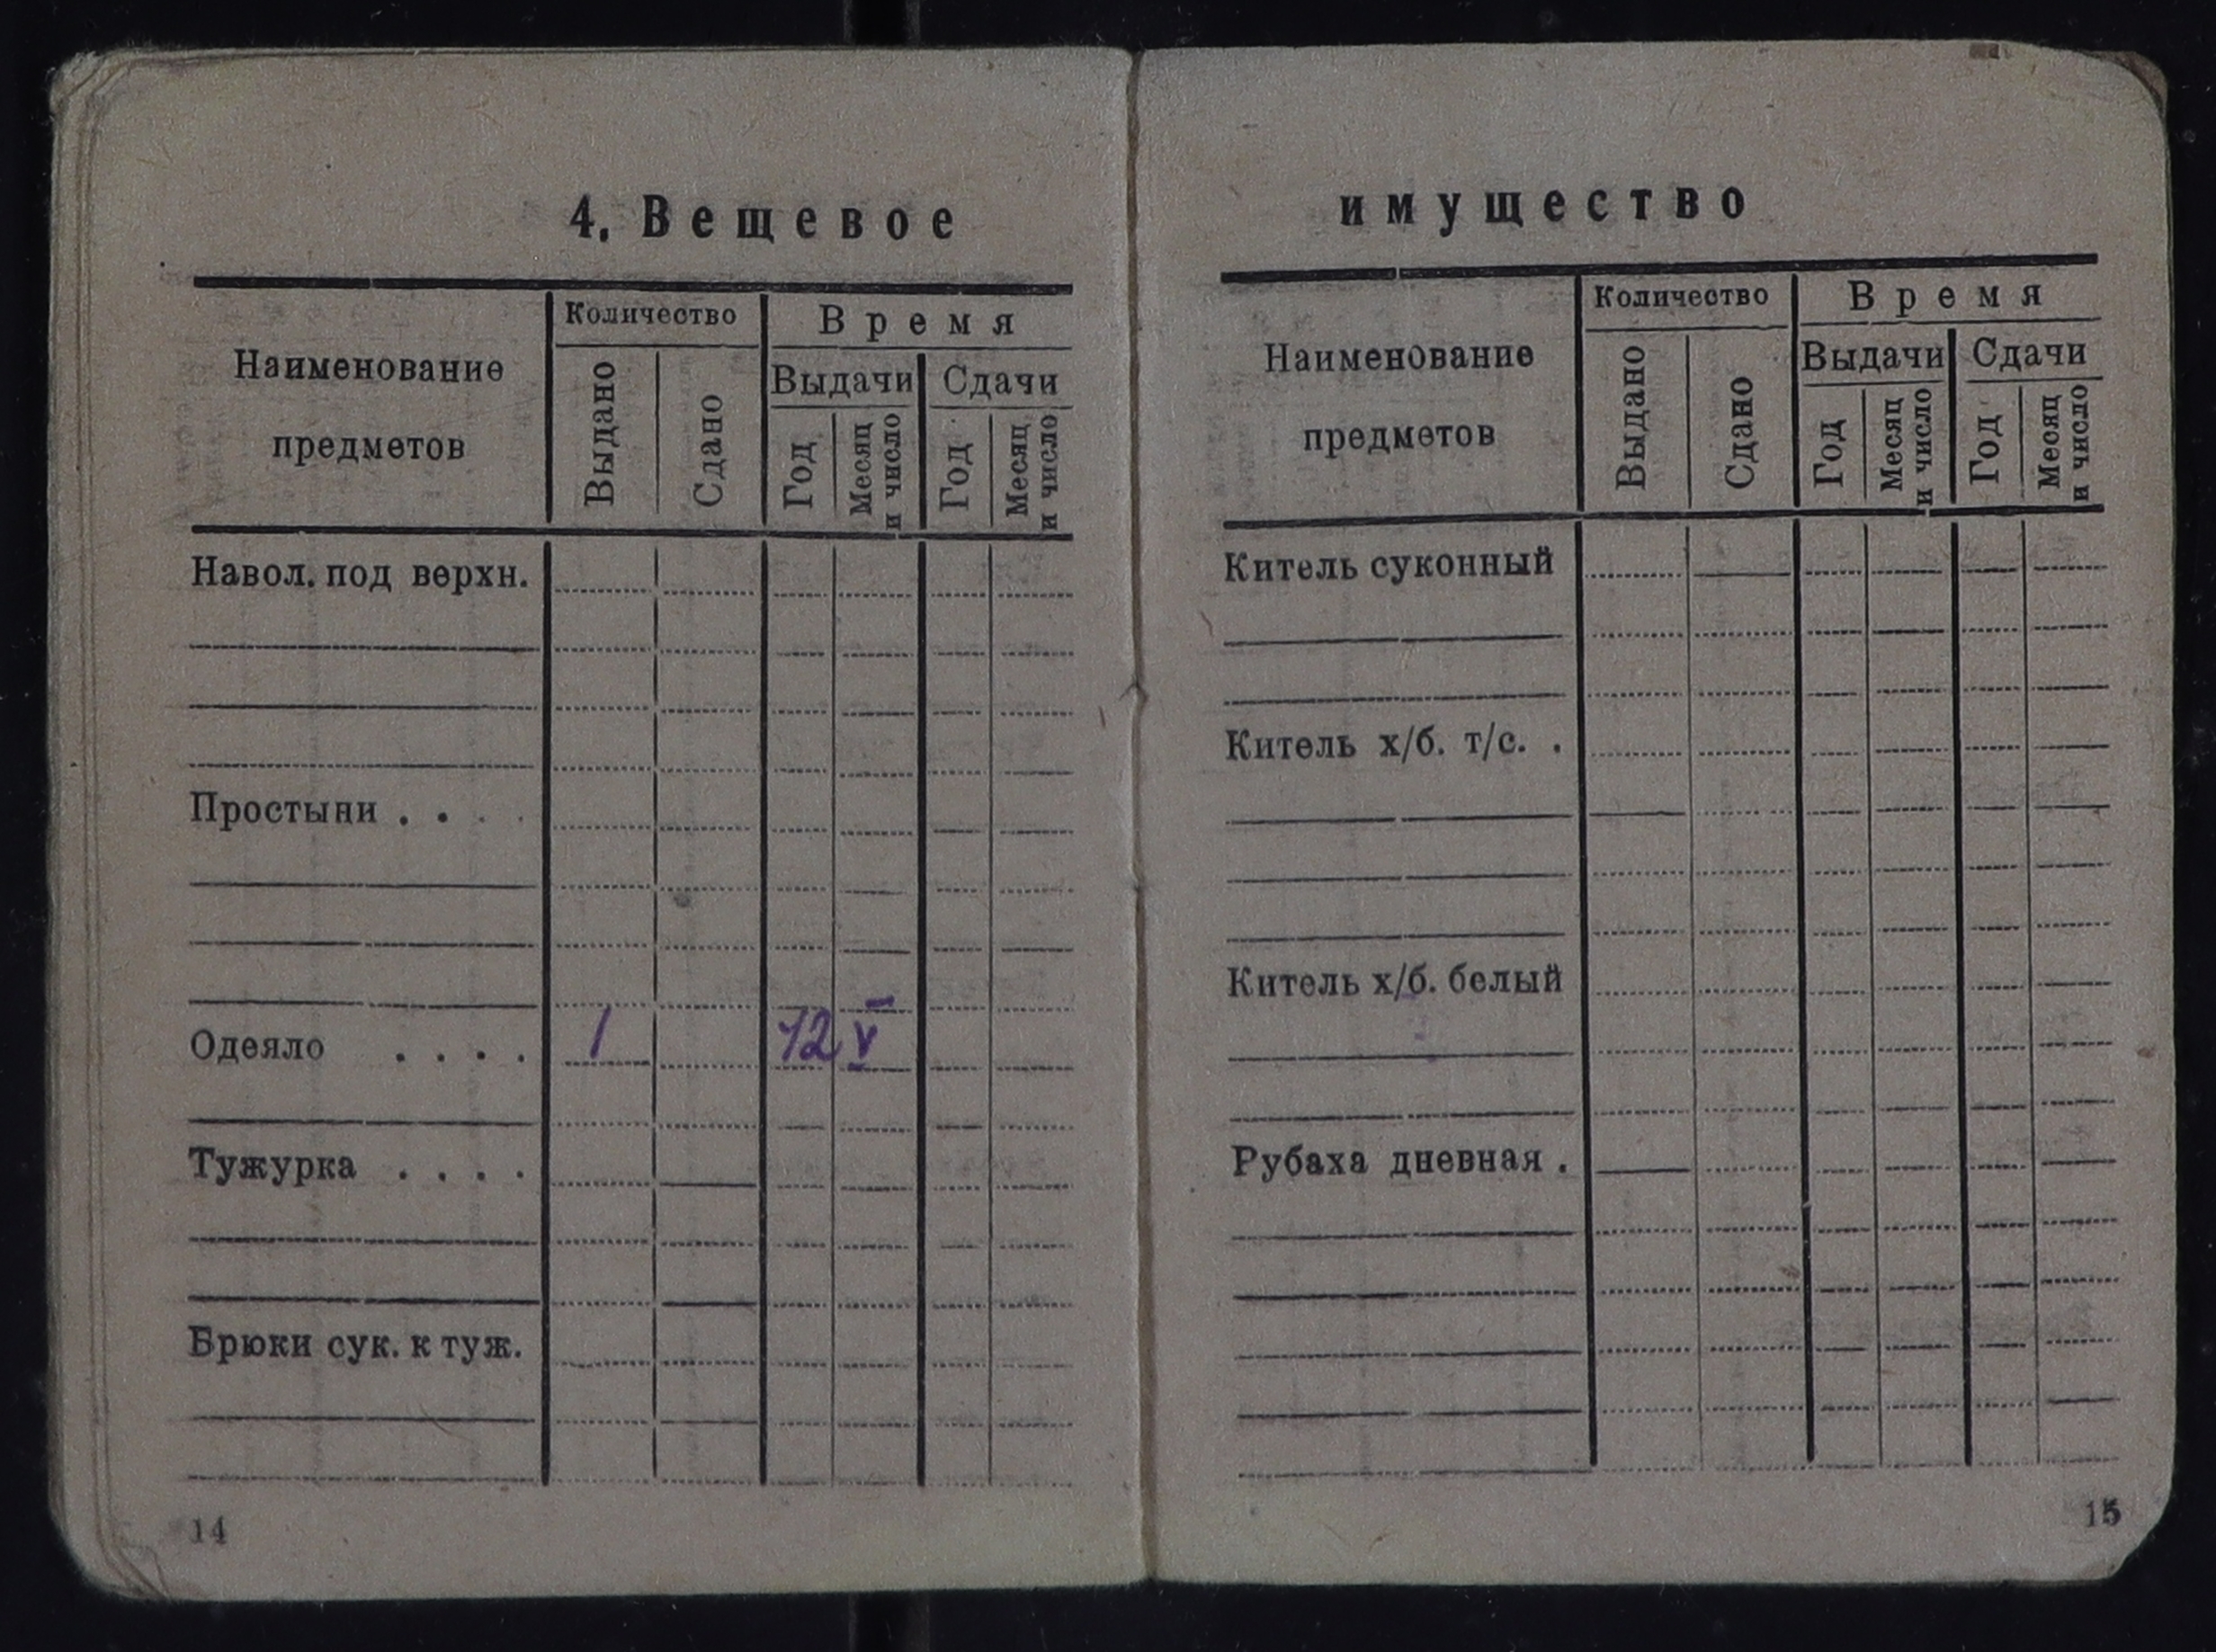 4. Вещевое
Наименование предметов
Количество
Время
Выдано
Сдано
Выдачи
Сдачи
Год
Месяц и число
Год
Месяц и число
Навол. под верхн.
Простыни . . . .
Одеяло . . . . 1 42 V
Тужурка . . . .
Брюки сук. к туж.
14
имущество
Наименование предметов
Количество
Время
Выдано
Сдано
Выдачи
Сдачи
Год
Месяц и число
Год
Месяц и число
Китель суконный
Китель х/б. т/с. .
Китель х/б. белый
Рубаха дневная .
15